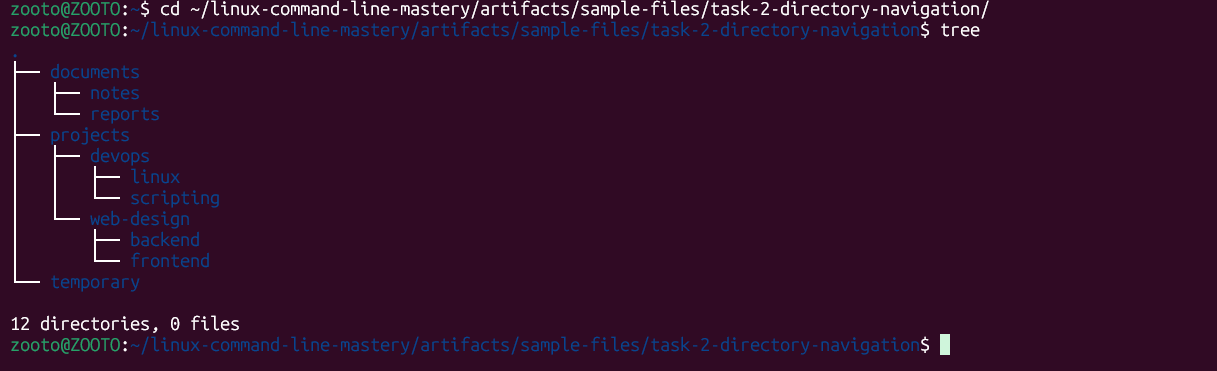 zooto@ZOOTO:~$ cd ~/linux-command-line-mastery/artifacts/sample-files/task-2-directory-navigation/
zooto@ZOOTO:~/linux-command-line-mastery/artifacts/sample-files/task-2-directory-navigation$ tree
.
├── documents
│   ├── notes
│   └── reports
├── projects
│   ├── devops
│   │   ├── linux
│   │   └── scripting
│   └── web-design
│       ├── backend
│       └── frontend
└── temporary

12 directories, 0 files
zooto@ZOOTO:~/linux-command-line-mastery/artifacts/sample-files/task-2-directory-navigation$